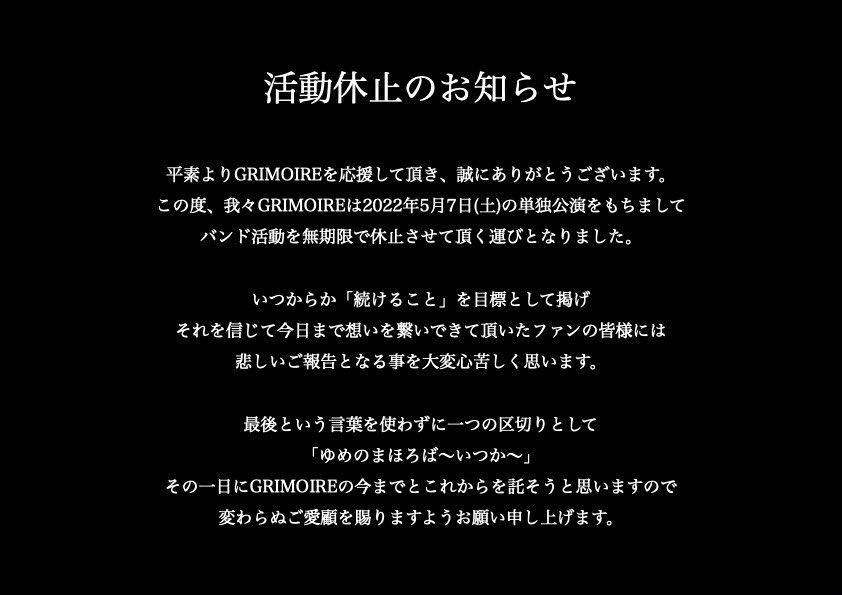 活動休止のお知らせ
平素よりGRIMOIREを応援して頂き、誠にありがとうございます。
この度、我々GRIMOIREは2022年5月7日(土)の単独公演をもちまして
バンド活動を無期限で休止させて頂く運びとなりました。
いつからか「続けること」を目標として掲げ
それを信じて今日まで想いを繋いできて頂いたファンの皆様には
悲しいご報告となる事を大変心苦しく思います。
最後という言葉を使わずに一つの区切りとして
「ゆめのまほろば〜いつか〜」
その一日にGRIMOIREの今までとこれからを託そうと思いますので
変わらぬご愛顧を賜りますようお願い申し上げます。